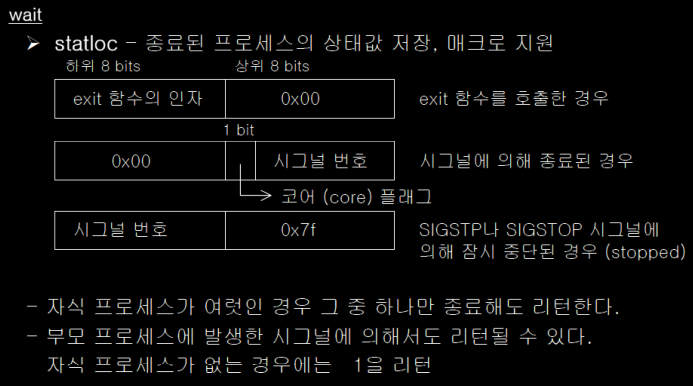 wait
➢ statloc – 종료된 프로세스의 상태값 저장, 매크로 지원
하위 8 bits 상위 8 bits
exit 함수의 인자 0x00 exit 함수를 호출한 경우
1 bit
0x00 시그널 번호 시그널에 의해 종료된 경우
코어 (core) 플래그
시그널 번호 0x7f SIGSTP나 SIGSTOP 시그널에
의해 잠시 중단된 경우 (stopped)
– 자식 프로세스가 여럿인 경우 그 중 하나만 종료해도 리턴한다.
– 부모 프로세스에 발생한 시그널에 의해서도 리턴될 수 있다.
자식 프로세스가 없는 경우에는 1을 리턴